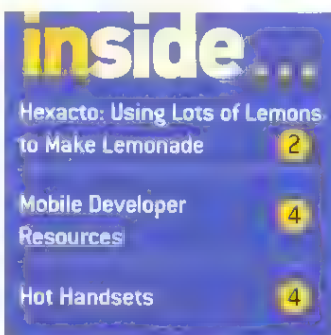 inside...
Hexacto: Using Lots of Lemons
to Make Lemonade 2
Mobile Developer
Resources 4
Hot Handsets 4